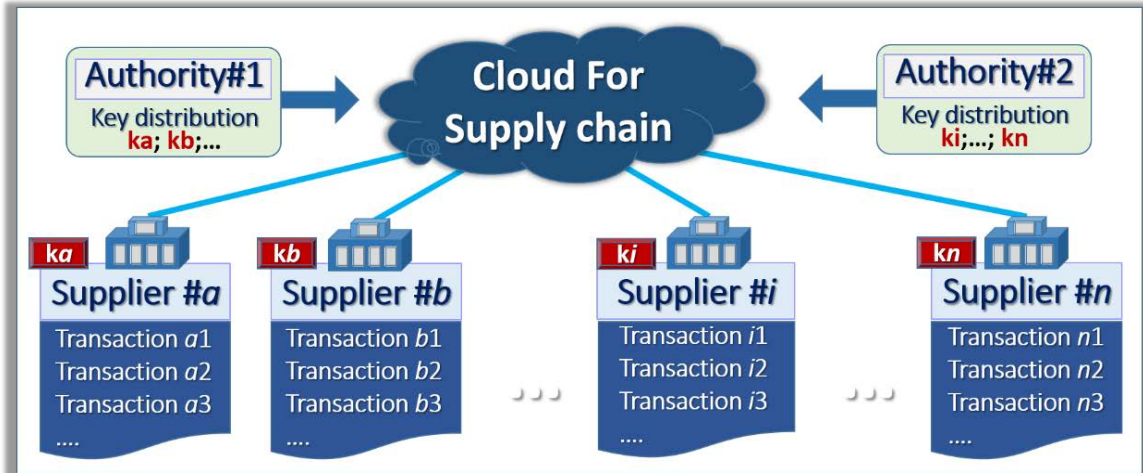 Authority#1
Key distribution
ka; kb;...
Cloud For
Supply chain
Authority#2
Key distribution
ki;...; kn
ka
Supplier #a
Transaction a1
Transaction a2
Transaction a3
....
kb
Supplier #b
Transaction b1
Transaction b2
Transaction b3
....
...
ki
Supplier #i
Transaction i1
Transaction i2
Transaction i3
....
...
kn
Supplier #n
Transaction n1
Transaction n2
Transaction n3
....